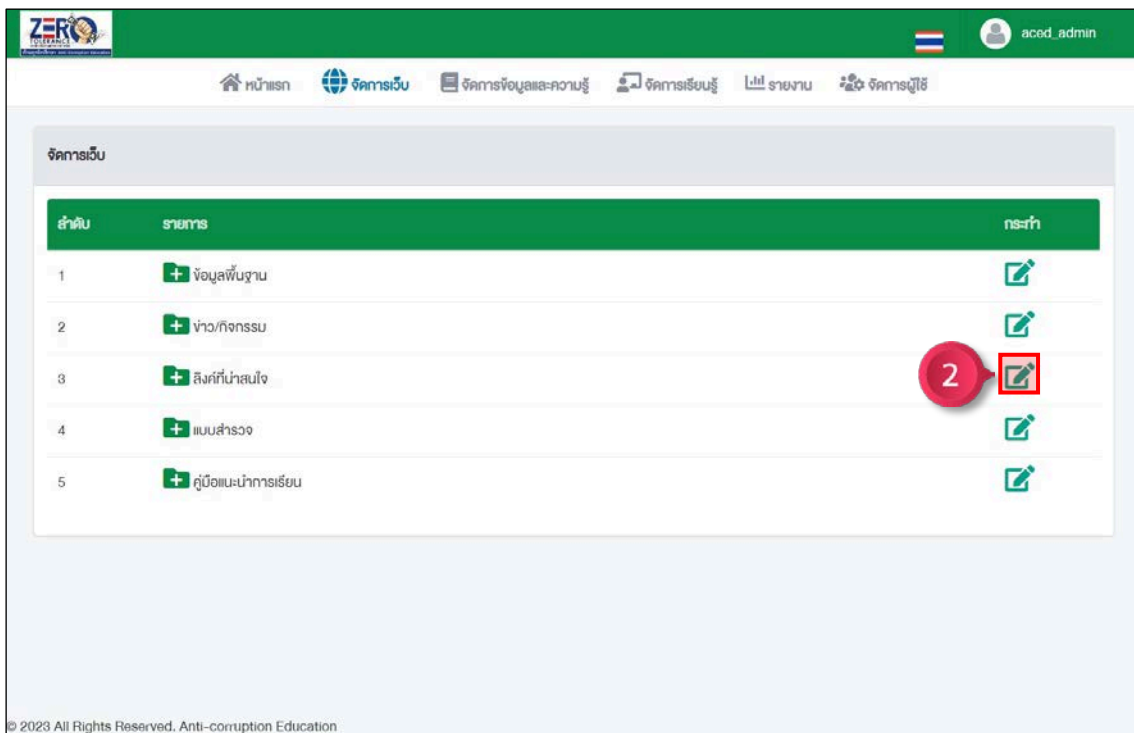 ZERO
TOLERANCE
aced_admin
หน้าแรก จัดการเว็บ จัดการข้อมูลและความรู้ จัดการเรียนรู้ รายงาน จัดการผู้ใช้
จัดการเว็บ
ลำดับ รายการ กระทำ
1 ข้อมูลพื้นฐาน
2 ข่าว/กิจกรรม
3 ลิงค์ที่น่าสนใจ 2
4 แบบสำรวจ
5 คู่มือแนะนำการเรียน
© 2023 All Rights Reserved. Anti-corruption Education